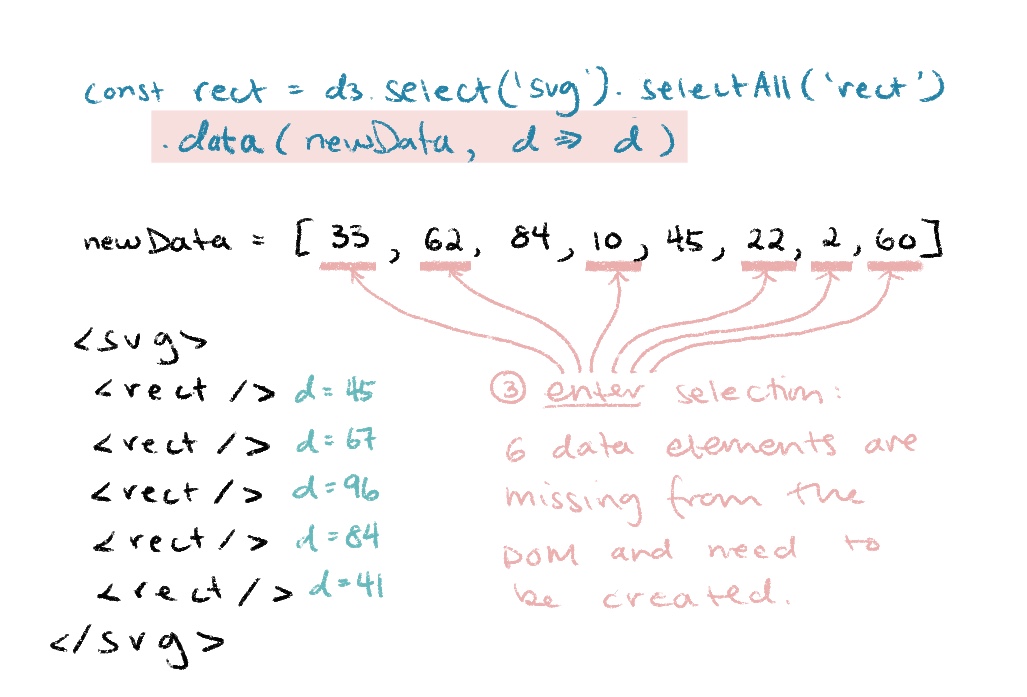 const rect = d3.select('svg').selectAll('rect')
.data(newData, d => d)
newData = [33, 62, 84, 10, 45, 22, 2, 60]
<svg>
<rect /> d=45
<rect /> d=67
<rect /> d=96
<rect /> d=84
<rect /> d=41
</svg>
③ enter selection:
6 data elements are
missing from the
DOM and need to
be created.